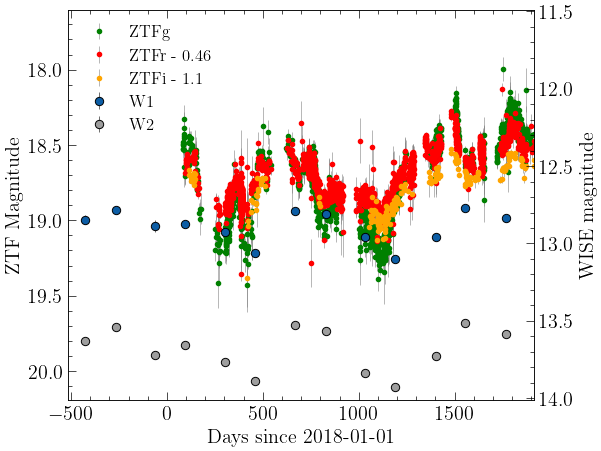 ZTFg
ZTFr - 0.46
ZTFi - 1.1
W1
W2
18.0
18.5
19.0
19.5
20.0
ZTF Magnitude
11.5
12.0
12.5
13.0
13.5
14.0
WISE magnitude
−500
0
500
1000
1500
Days since 2018-01-01